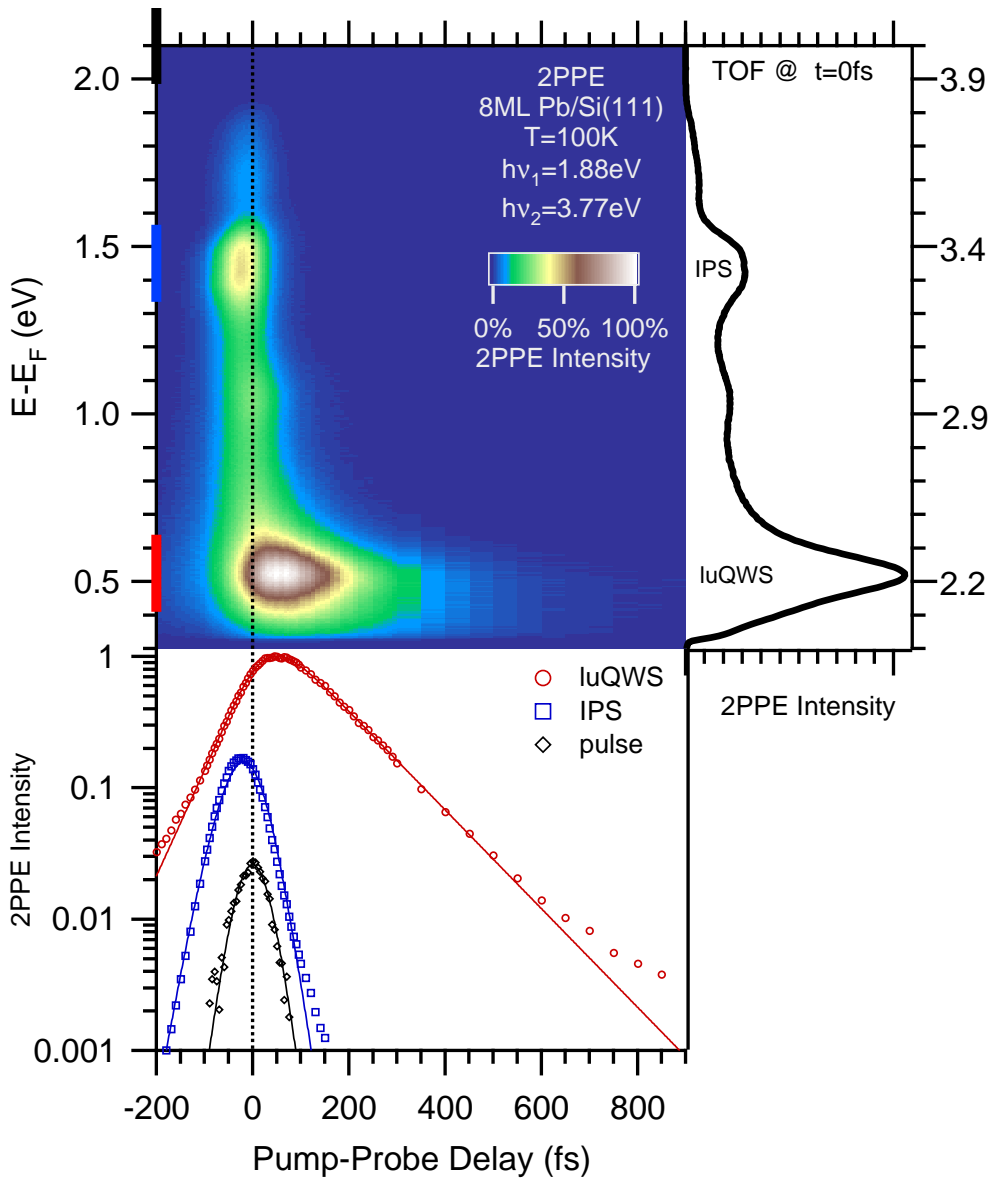 2PPE
8ML Pb/Si(111)
T=100K
hν1=1.88eV
hν2=3.77eV
0% 50% 100%
2PPE Intensity
E-EF (eV)
2.0
1.5
1.0
0.5
TOF @ t=0fs
IPS
luQWS
3.9
3.4
2.9
2.2
2PPE Intensity
luQWS
IPS
pulse
2PPE Intensity
1
0.1
0.01
0.001
-200 0 200 400 600 800
Pump-Probe Delay (fs)